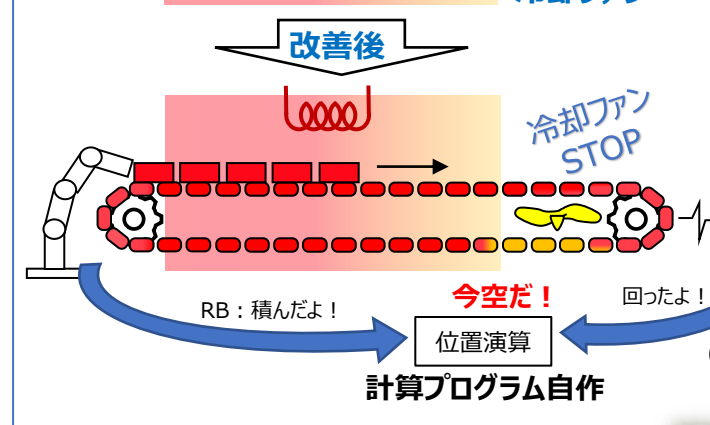 改善後
冷却ファン
STOP
RB：積んだよ！
今空だ！
回ったよ！
位置演算
計算プログラム自作